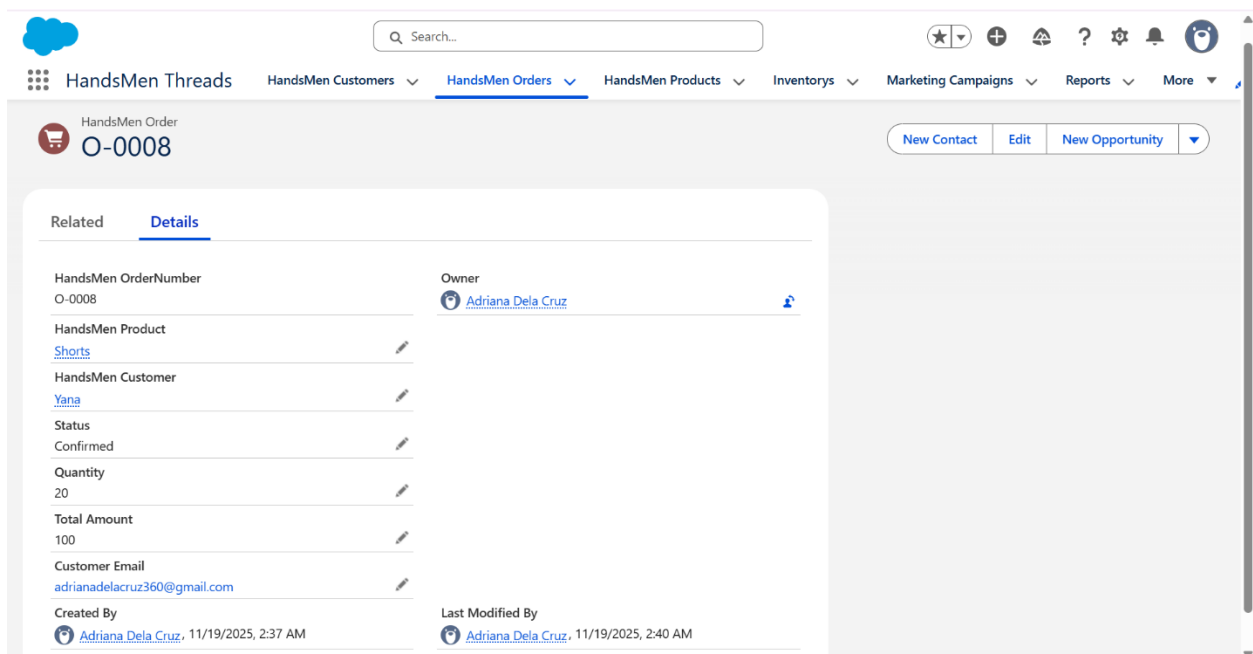 Search...
HandsMen Threads HandsMen Customers HandsMen Orders HandsMen Products Inventorys Marketing Campaigns Reports More
HandsMen Order
O-0008
New Contact Edit New Opportunity
Related Details
HandsMen OrderNumber
O-0008
Owner
Adriana Dela Cruz
HandsMen Product
Shorts
HandsMen Customer
Yana
Status
Confirmed
Quantity
20
Total Amount
100
Customer Email
adrianadelacruz360@gmail.com
Created By
Adriana Dela Cruz, 11/19/2025, 2:37 AM
Last Modified By
Adriana Dela Cruz, 11/19/2025, 2:40 AM